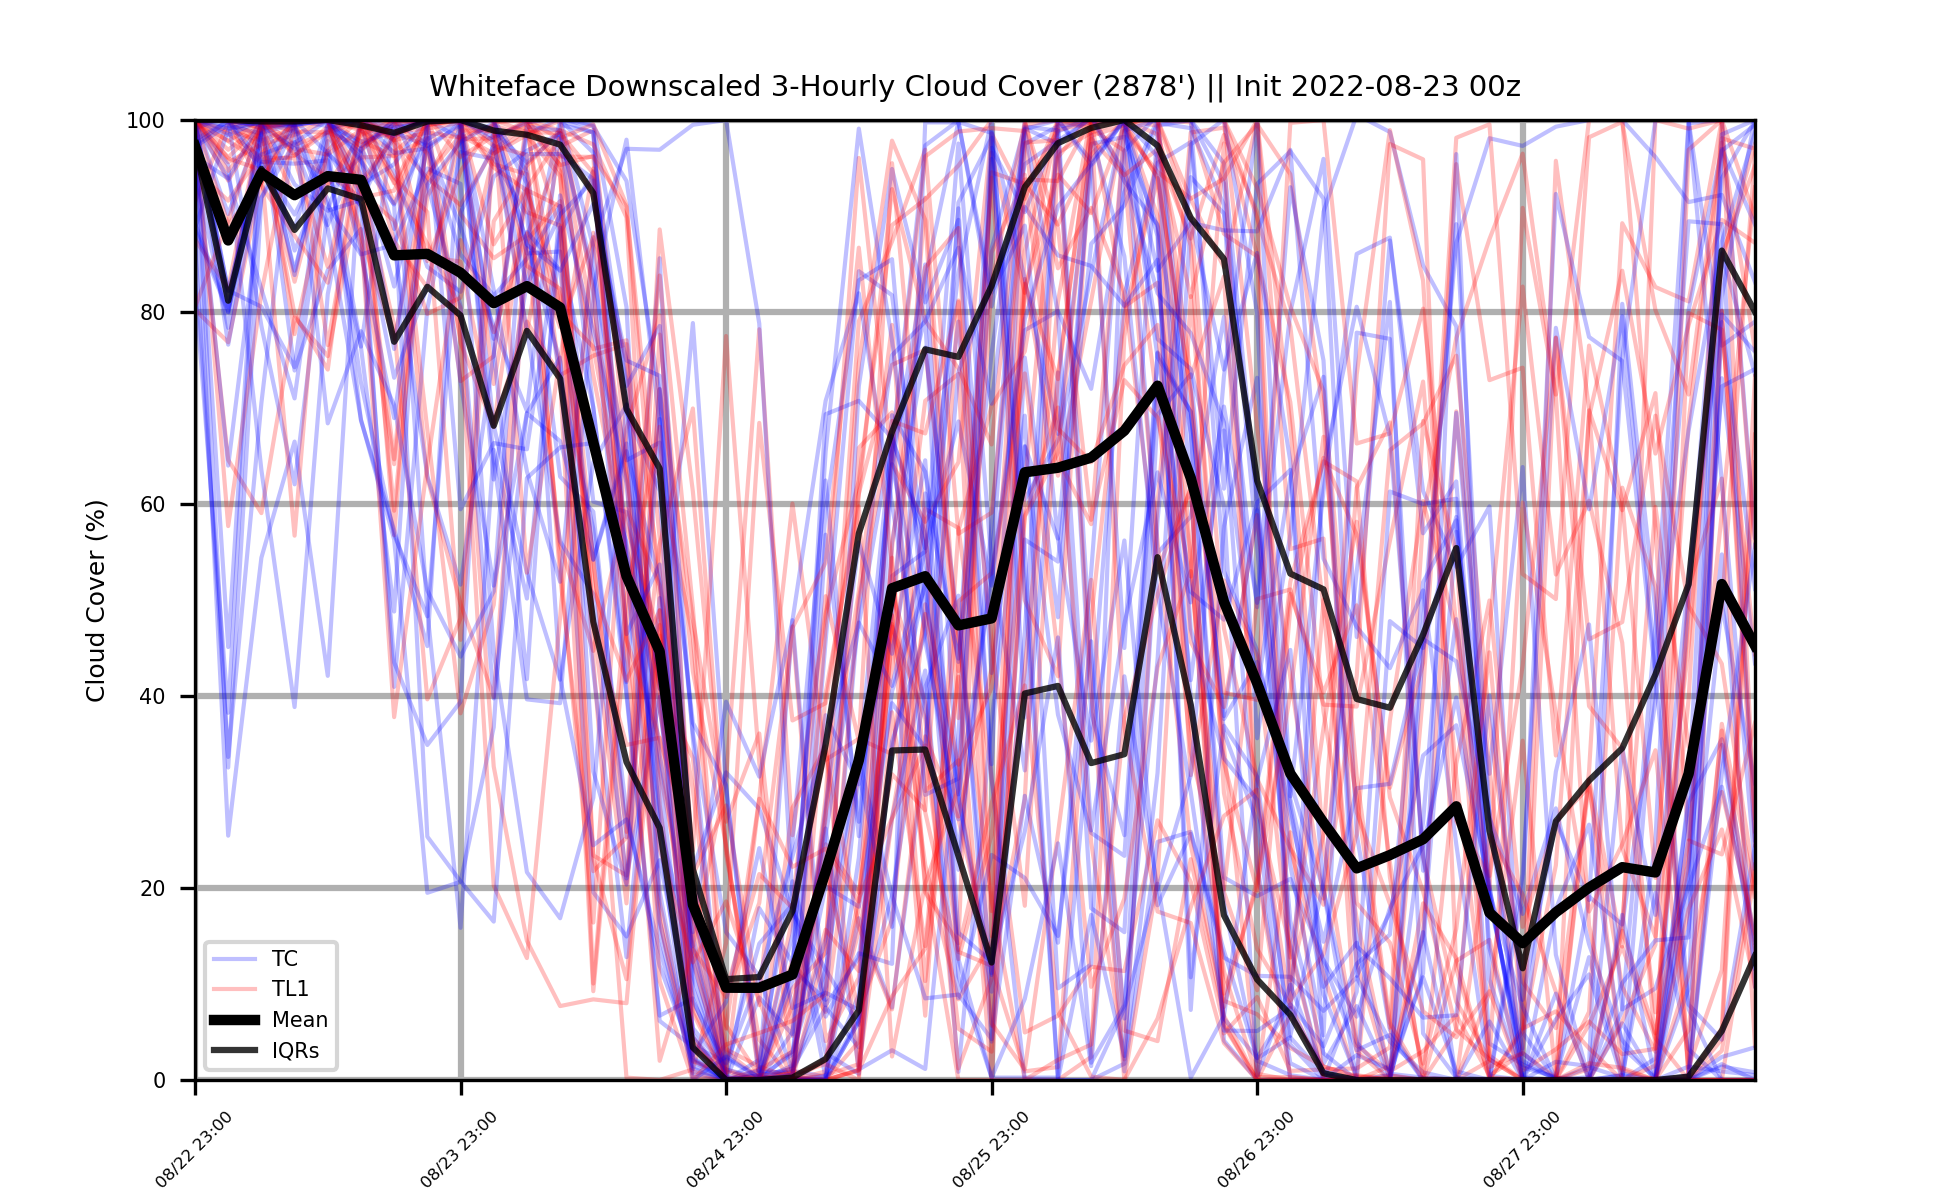 Whiteface Downscaled 3-Hourly Cloud Cover (2878') || Init 2022-08-23 00z
100
80
60
40
20
0
Cloud Cover (%)
TC
TL1
Mean
IQRs
08/22 23:00
08/23 23:00
08/24 23:00
08/25 23:00
08/26 23:00
08/27 23:00